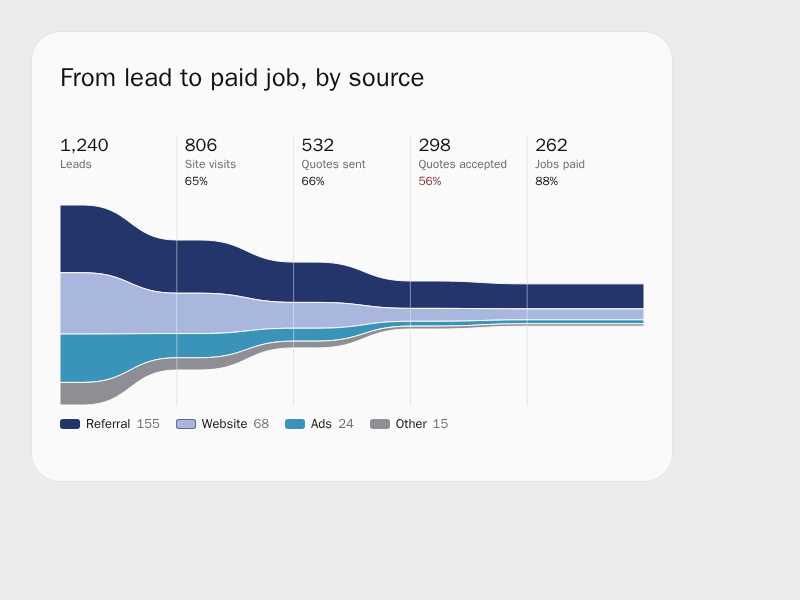 From lead to paid job, by source
1,240
Leads
806
Site visits
65%
532
Quotes sent
66%
298
Quotes accepted
56%
262
Jobs paid
88%
Referral 155
Website 68
Ads 24
Other 15